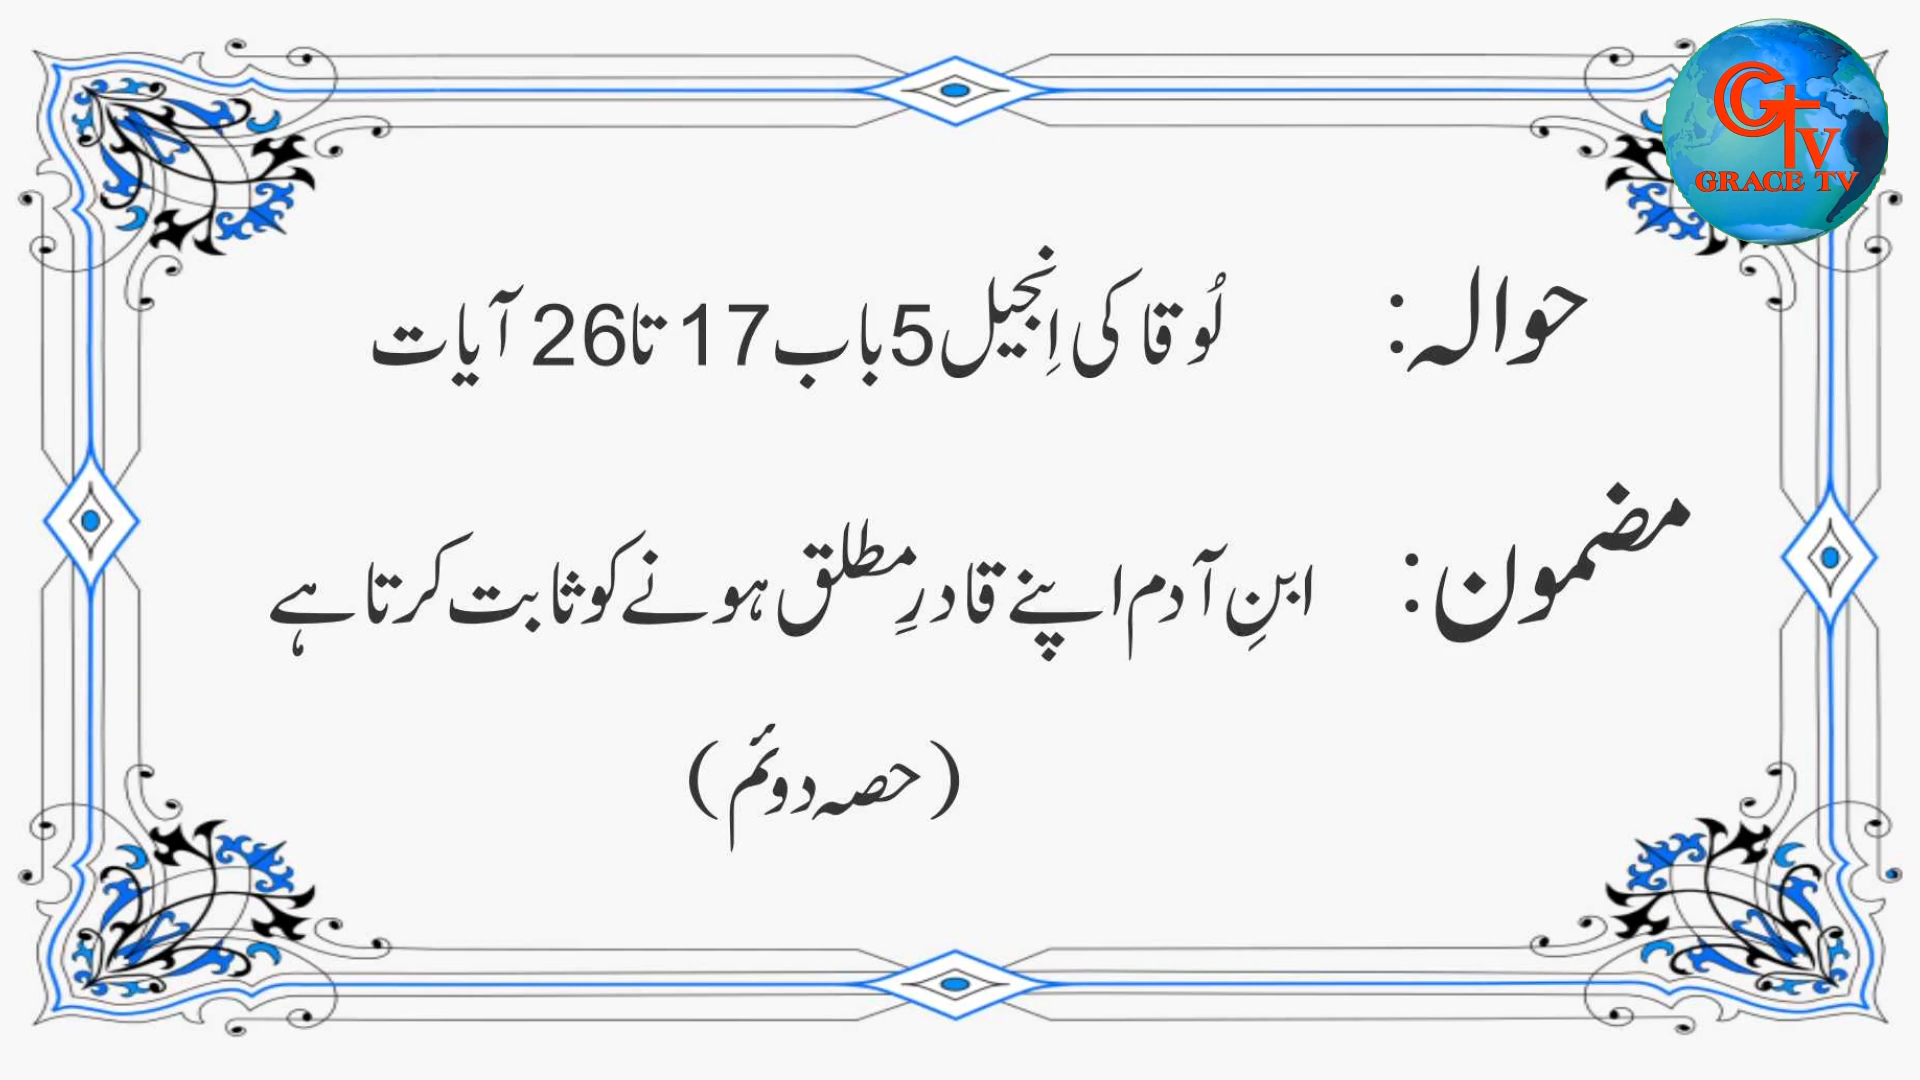 GTV
GRACE TV
حوالہ: لُوقا کی اِنجیل 5 باب 17 تا 26 آیات
مضمون: ابنِ آدم اپنے قادرِ مطلق ہونے کو ثابت کرتا ہے
(حصہ دوئم)